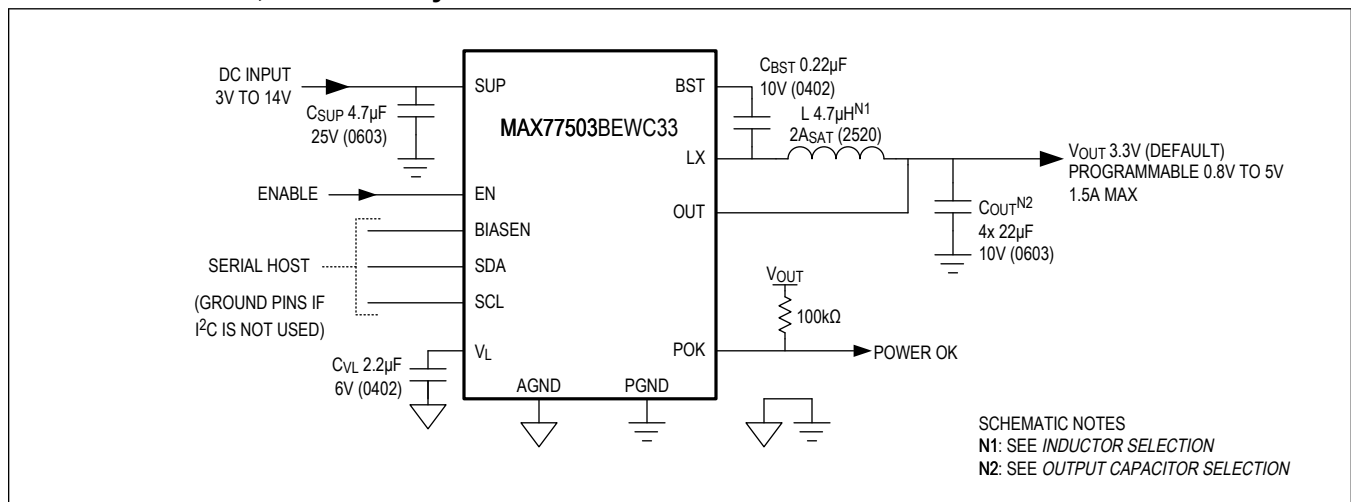 DC INPUT
3V TO 14V
CSUP 4.7µF
25V (0603)
ENABLE
SERIAL HOST
(GROUND PINS IF
I2C IS NOT USED)
CVL 2.2µF
6V (0402)
SUP
EN
BIASEN
SDA
SCL
VL
AGND
PGND
MAX77503BEWC33
BST
LX
OUT
POK
CBST 0.22µF
10V (0402)
L 4.7µHN1
2ASAT (2520)
VOUT 3.3V (DEFAULT)
PROGRAMMABLE 0.8V TO 5V
1.5A MAX
COUTN2
4x 22µF
10V (0603)
VOUT
100kΩ
POWER OK
SCHEMATIC NOTES
N1: SEE INDUCTOR SELECTION
N2: SEE OUTPUT CAPACITOR SELECTION